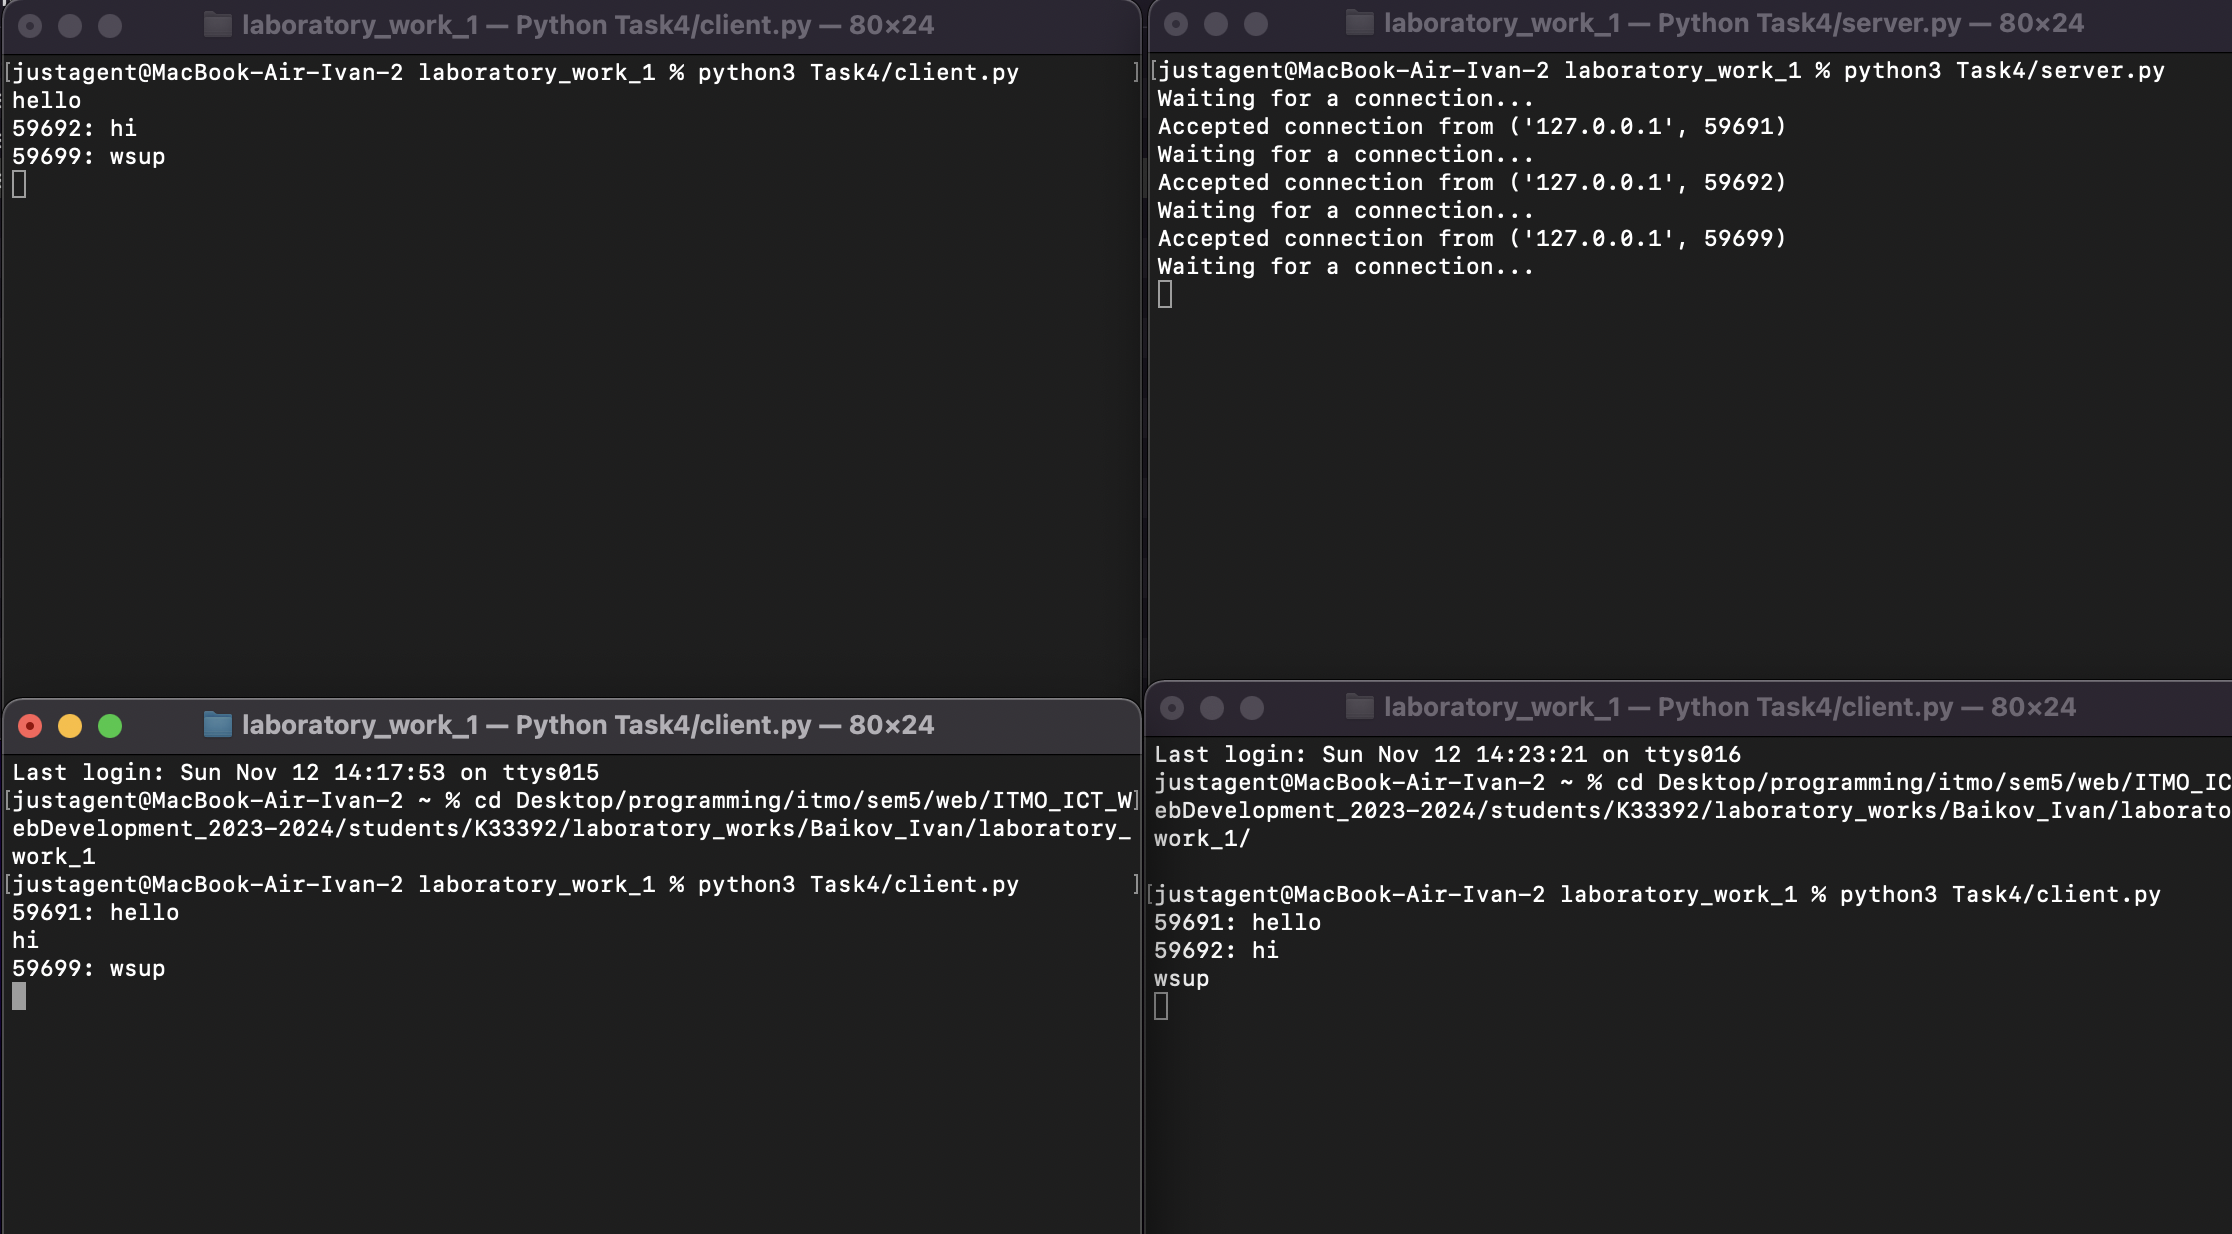 laboratory_work_1 — Python Task4/client.py — 80×24
[justagent@MacBook-Air-Ivan-2 laboratory_work_1 % python3 Task4/client.py ]
hello
59692: hi
59699: wsup
laboratory_work_1 — Python Task4/server.py — 80×24
[justagent@MacBook-Air-Ivan-2 laboratory_work_1 % python3 Task4/server.py
Waiting for a connection...
Accepted connection from ('127.0.0.1', 59691)
Waiting for a connection...
Accepted connection from ('127.0.0.1', 59692)
Waiting for a connection...
Accepted connection from ('127.0.0.1', 59699)
Waiting for a connection...
laboratory_work_1 — Python Task4/client.py — 80×24
Last login: Sun Nov 12 14:17:53 on ttys015
[justagent@MacBook-Air-Ivan-2 ~ % cd Desktop/programming/itmo/sem5/web/ITMO_ICT_W]
ebDevelopment_2023-2024/students/K33392/laboratory_works/Baikov_Ivan/laboratory_
work_1
[justagent@MacBook-Air-Ivan-2 laboratory_work_1 % python3 Task4/client.py ]
59691: hello
hi
59699: wsup
laboratory_work_1 — Python Task4/client.py — 80×24
Last login: Sun Nov 12 14:23:21 on ttys016
justagent@MacBook-Air-Ivan-2 ~ % cd Desktop/programming/itmo/sem5/web/ITMO_IC
ebDevelopment_2023-2024/students/K33392/laboratory_works/Baikov_Ivan/laborato
work_1/
[justagent@MacBook-Air-Ivan-2 laboratory_work_1 % python3 Task4/client.py
59691: hello
59692: hi
wsup